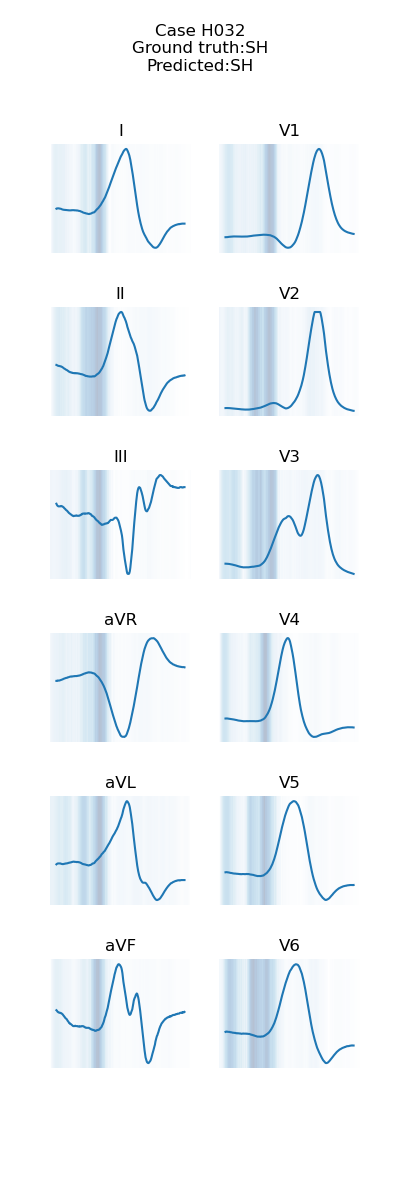 Case H032
Ground truth:SH
Predicted:SH
I
V1
II
V2
III
V3
aVR
V4
aVL
V5
aVF
V6